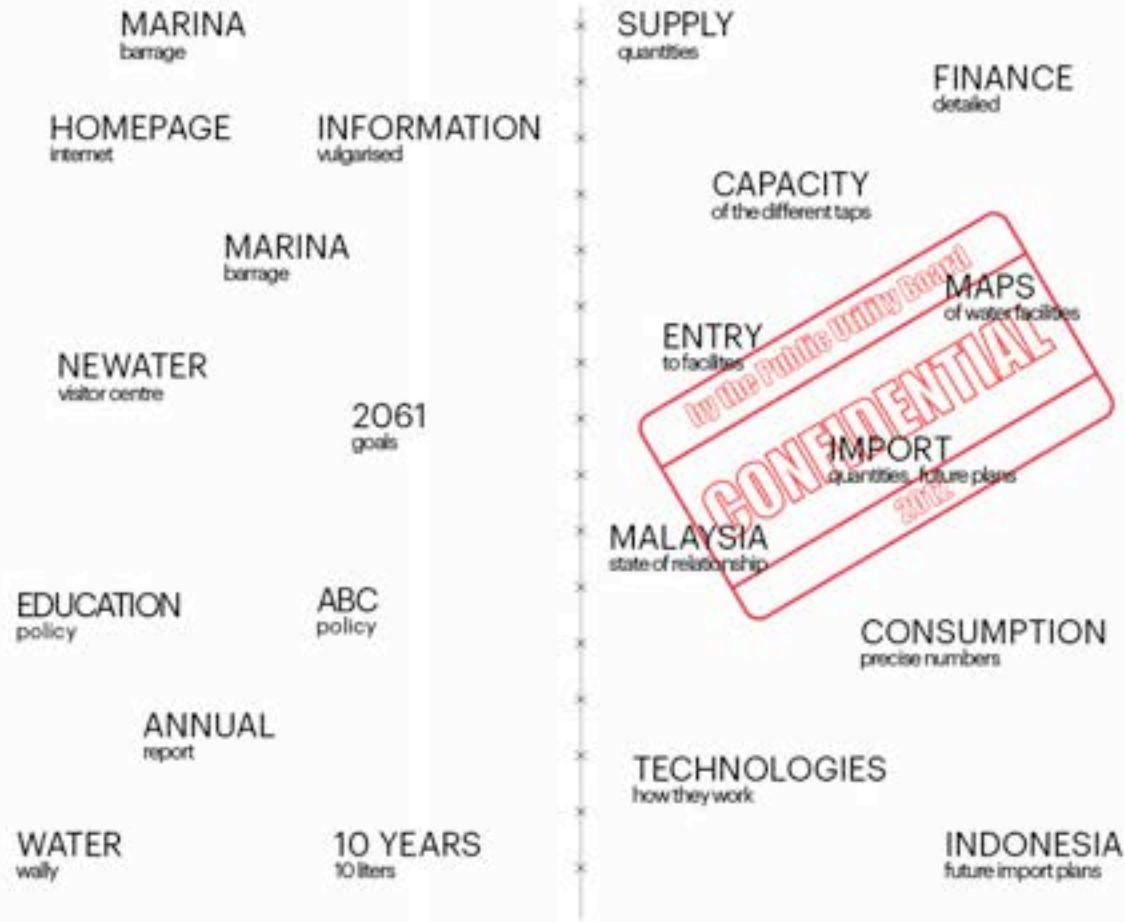 MARINA
barrage
HOMEPAGE
internet
INFORMATION
vulgarised
MARINA
barrage
NEWATER
visitor centre
2061
goals
EDUCATION
policy
ABC
policy
ANNUAL
report
WATER
wally
10 YEARS
10 liters
SUPPLY
quantities
FINANCE
detailed
CAPACITY
of the different taps
MAPS
of water facilities
ENTRY
to facilites
by the Public Utility Board
CONFIDENTIAL
2012
IMPORT
quantities, future plans
MALAYSIA
state of relationship
CONSUMPTION
precise numbers
TECHNOLOGIES
how they work
INDONESIA
future import plans